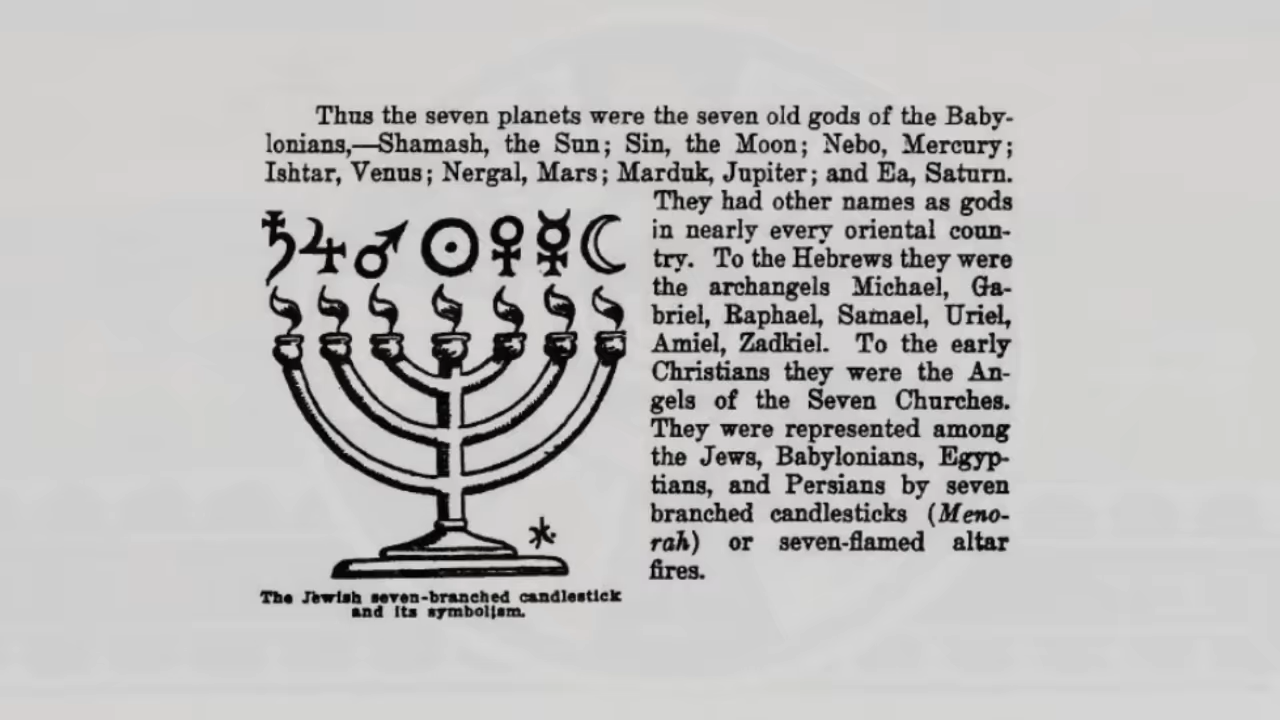 Thus the seven planets were the seven old gods of the Baby-
lonians,—Shamash, the Sun; Sin, the Moon; Nebo, Mercury;
Ishtar, Venus; Nergal, Mars; Marduk, Jupiter; and Ea, Saturn.
They had other names as gods
in nearly every oriental coun-
try. To the Hebrews they were
the archangels Michael, Ga-
briel, Raphael, Samael, Uriel,
Amiel, Zadkiel. To the early
Christians they were the An-
gels of the Seven Churches.
They were represented among
the Jews, Babylonians, Egyp-
tians, and Persians by seven
branched candlesticks (Meno-
rah) or seven-flamed altar
fires.
♄♃♂☉♀☿☾
The Jewish seven-branched candlestick
and its symbolism.